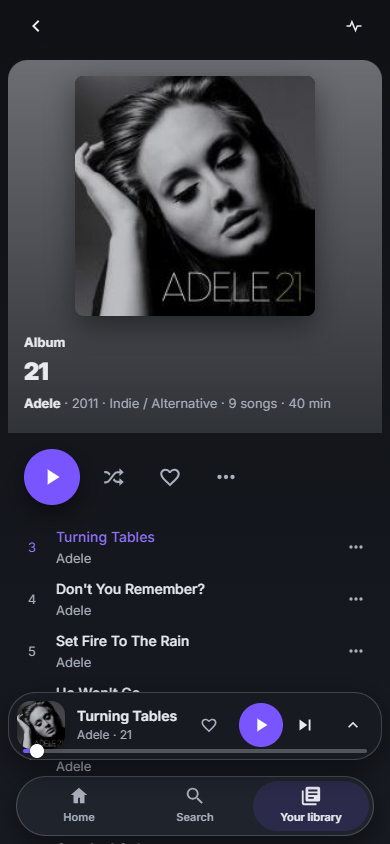 ADELE 21
Album
21
Adele · 2011 · Indie / Alternative · 9 songs · 40 min
3 Turning Tables
Adele
4 Don't You Remember?
Adele
5 Set Fire To The Rain
Adele
Turning Tables
Adele · 21
Adele
Home
Search
Your library